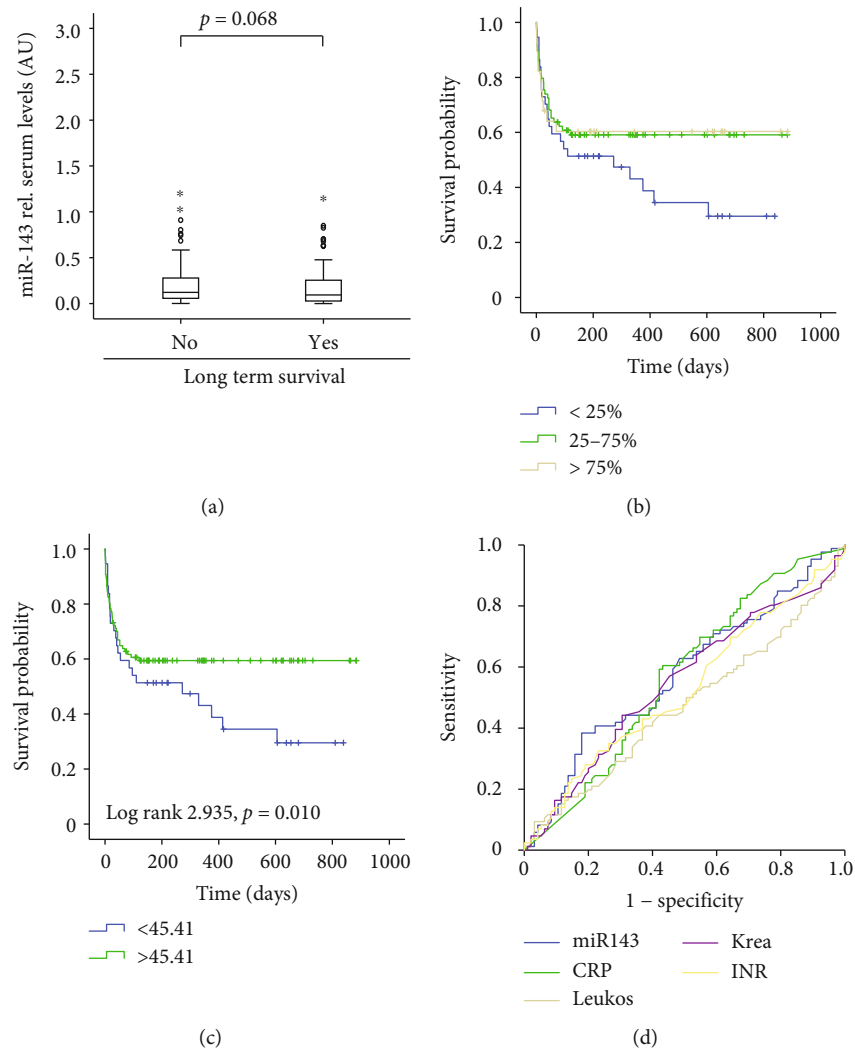 p = 0.068
miR-143 rel. serum levels (AU)
3.0
2.5
2.0
1.5
1.0
0.5
0.0
*
*
*
No
Yes
Long term survival
(a)
Survival probability
1.0
0.8
0.6
0.4
0.2
0
0
200
400
600
800
1000
Time (days)
< 25%
25–75%
> 75%
(b)
Survival probability
1.0
0.8
0.6
0.4
0.2
0
Log rank 2.935, p = 0.010
0
200
400
600
800
1000
Time (days)
<45.41
>45.41
(c)
Sensitivity
1.0
0.8
0.6
0.4
0.2
0
0
0.2
0.4
0.6
0.8
1.0
1 − specificity
miR143
CRP
Leukos
Krea
INR
(d)